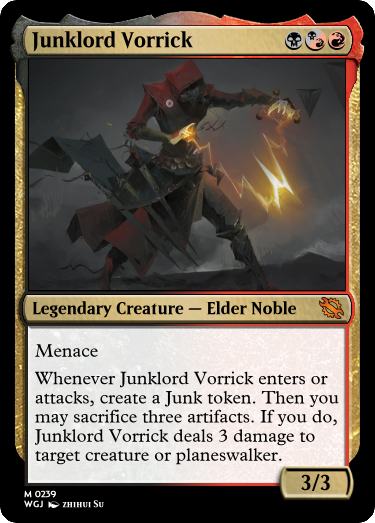 Junklord Vorrick
Legendary Creature — Elder Noble
Menace
Whenever Junklord Vorrick enters or
attacks, create a Junk token. Then you
may sacrifice three artifacts. If you do,
Junklord Vorrick deals 3 damage to
target creature or planeswalker.
3/3
M 0239
WGJ ZHIHUI SU